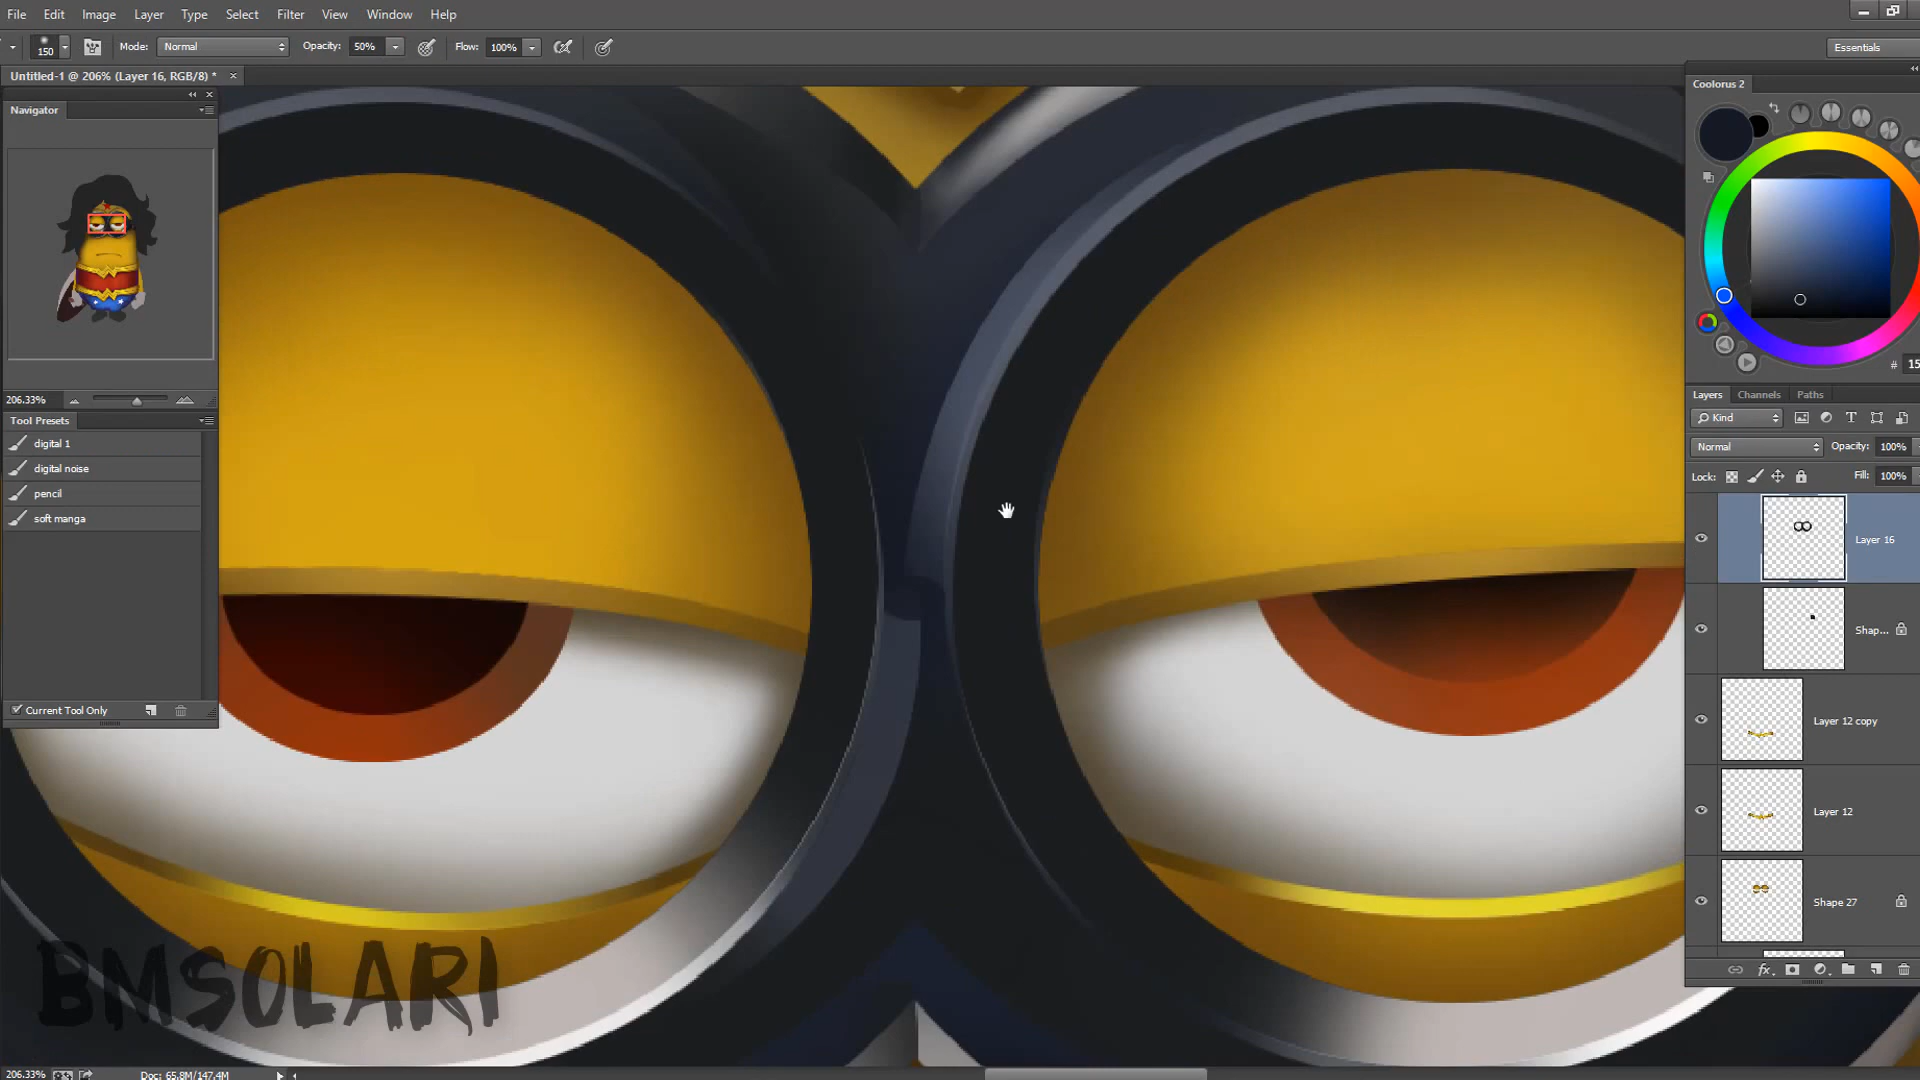 File Edit Image Layer Type Select Filter View Window Help
150 Mode: Normal Opacity: 50% Flow: 100% Essentials
Untitled-1 @ 206% (Layer 16, RGB/8) *
Navigator
206.33%
Tool Presets
digital 1
digital noise
pencil
soft manga
Current Tool Only
Coolorus 2
# 15
Layers Channels Paths
Kind
Normal Opacity: 100%
Lock: Fill: 100%
Layer 16
Shap...
Layer 12 copy
Layer 12
Shape 27
fx
BMSOLARI
206.33% Doc: 65.8M/147.4M